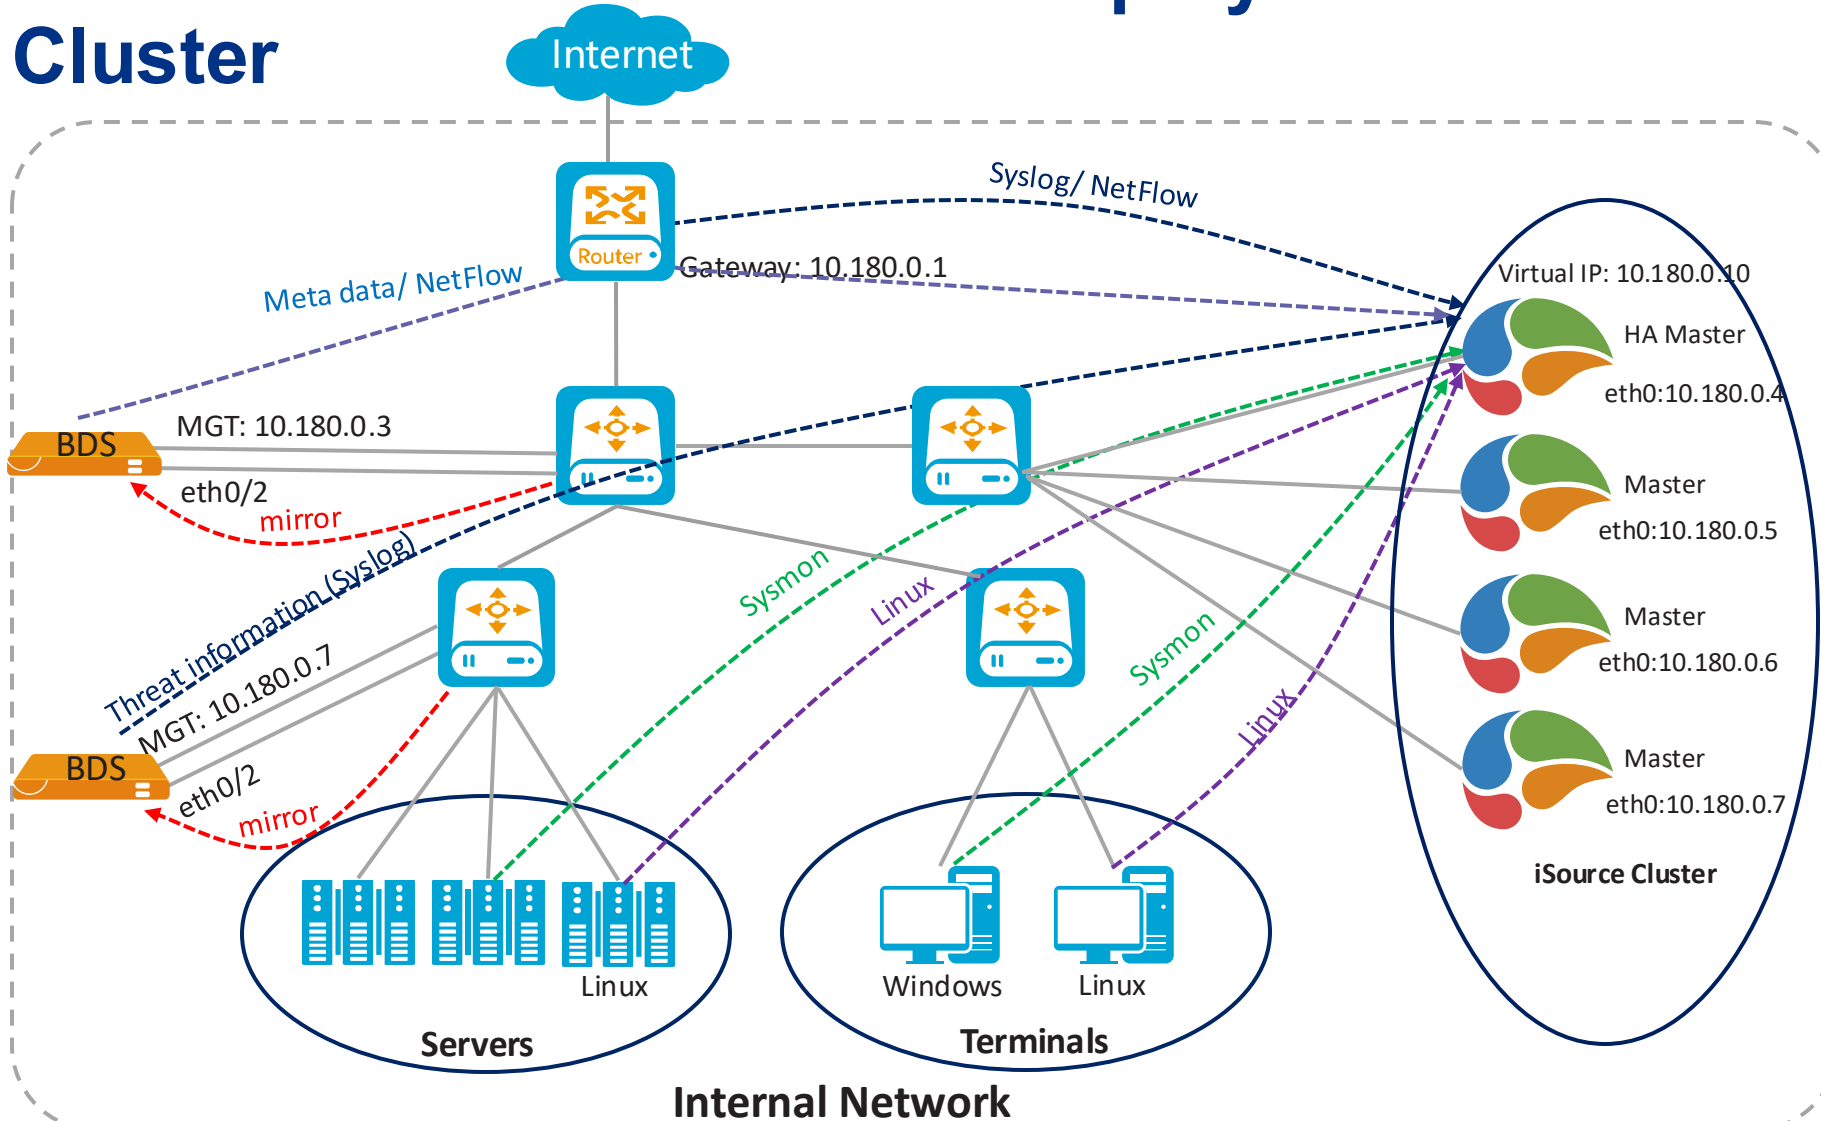 Cluster
Internet
Syslog/ NetFlow
Router
Gateway: 10.180.0.1
Meta data/ NetFlow
Virtual IP: 10.180.0.10
HA Master
eth0:10.180.0.4
MGT: 10.180.0.3
BDS
eth0/2
mirror
Master
eth0:10.180.0.5
Threat information (Syslog)
Sysmon
Linux
Master
eth0:10.180.0.6
Sysmon
Linux
MGT: 10.180.0.7
BDS
eth0/2
mirror
Master
eth0:10.180.0.7
iSource Cluster
Linux
Windows
Linux
Servers
Terminals
Internal Network